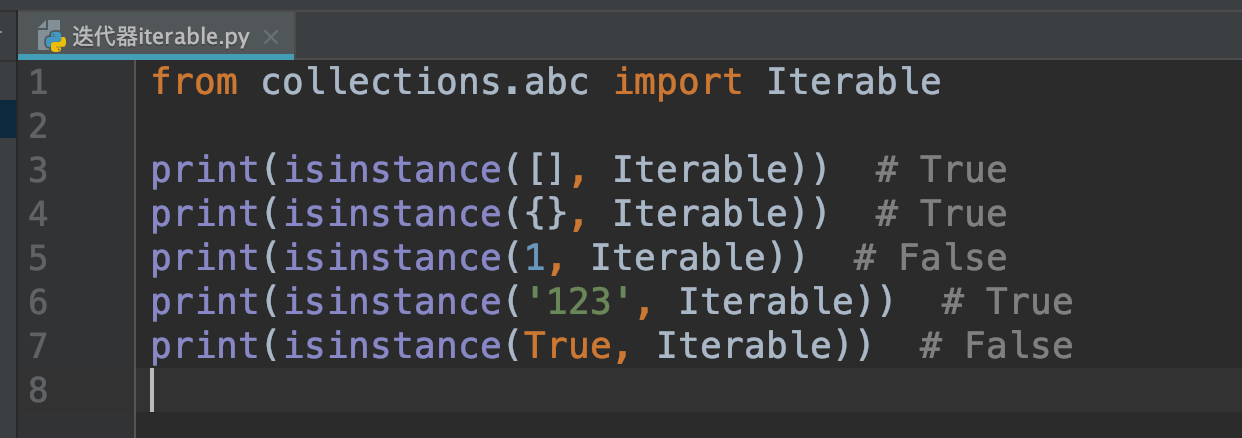 迭代器iterable.py
1 from collections.abc import Iterable
2
3 print(isinstance([], Iterable))  # True
4 print(isinstance({}, Iterable))  # True
5 print(isinstance(1, Iterable))  # False
6 print(isinstance('123', Iterable))  # True
7 print(isinstance(True, Iterable))  # False
8